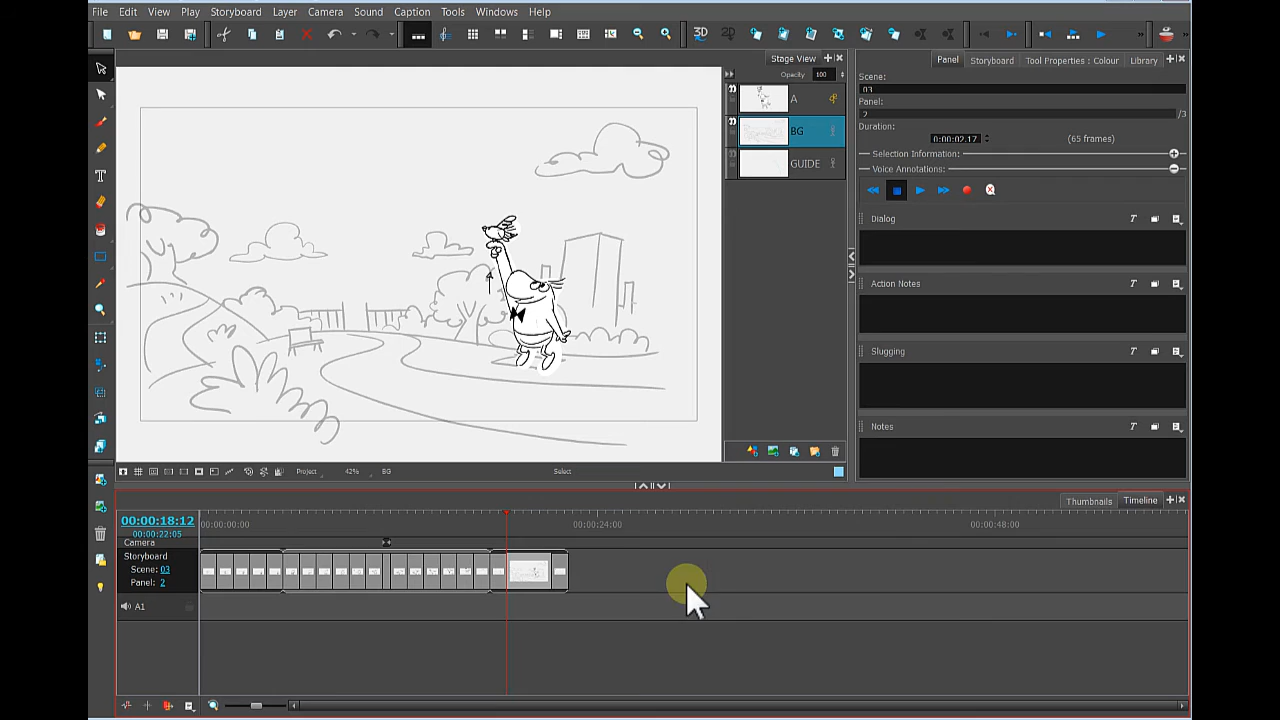 File Edit View Play Storyboard Layer Camera Sound Caption Tools Windows Help
3D 2D
Stage View
Opacity 100
A
BG
GUIDE
Panel Storyboard Tool Properties : Colour Library
Scene:
03
Panel:
2 /3
Duration:
0:00:02.17 (65 frames)
Selection Information:
Voice Annotations:
Dialog
Action Notes
Slugging
Notes
Project 42% BG Select
Thumbnails Timeline
00:00:18:12
00:00:22:05
00:00:00:00 00:00:24:00 00:00:48:00
Camera
Storyboard
Scene: 03
Panel: 2
A1